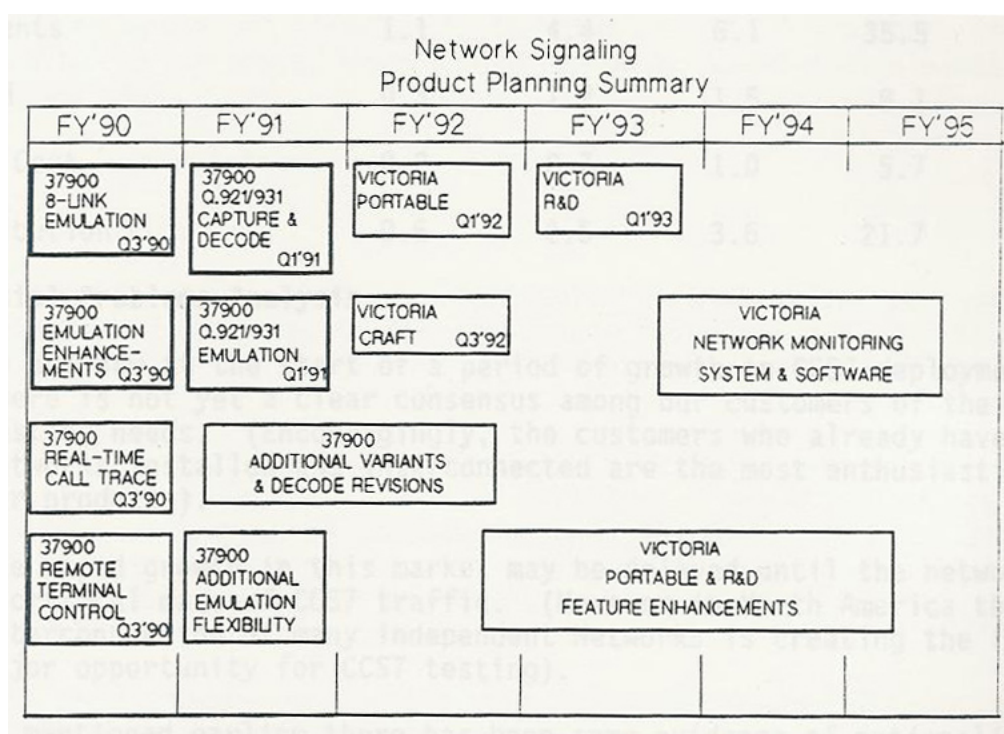 Network Signaling
Product Planning Summary
FY'90
FY'91
FY'92
FY'93
FY'94
FY'95
37900
8-LINK
EMULATION
Q3'90
37900
Q.921/931
CAPTURE &
DECODE
Q1'91
VICTORIA
PORTABLE
Q1'92
VICTORIA
R&D
Q1'93
37900
EMULATION
ENHANCE-
MENTS Q3'90
37900
Q.921/931
EMULATION
Q1'91
VICTORIA
CRAFT Q3'92
VICTORIA
NETWORK MONITORING
SYSTEM & SOFTWARE
37900
REAL-TIME
CALL TRACE
Q3'90
37900
ADDITIONAL VARIANTS
& DECODE REVISIONS
37900
REMOTE
TERMINAL
CONTROL
Q3'90
37900
ADDITIONAL
EMULATION
FLEXIBILITY
VICTORIA
PORTABLE & R&D
FEATURE ENHANCEMENTS